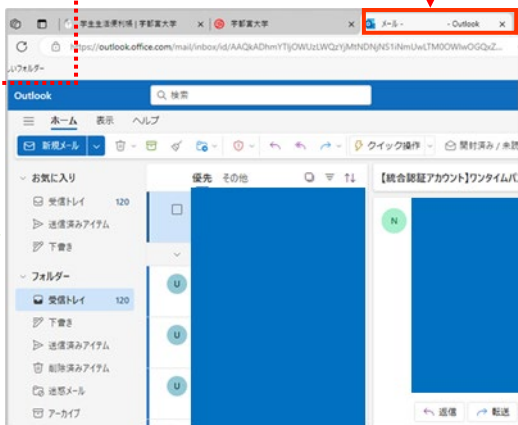 学生生活便利帳 | 宇都宮大学
宇都宮大学
メール -
- Outlook
https://outlook.office.com/mail/inbox/id/
いフォルダー
Outlook
検索
ホーム
表示
ヘルプ
新規メール
クイック操作
開封済み / 未読
お気に入り
優先
その他
【統合認証アカウント】ワンタイムパ
受信トレイ
120
N
送信済みアイテム
下書き
フォルダー
U
受信トレイ
120
下書き
U
送信済みアイテム
削除済みアイテム
U
迷惑メール
アーカイブ
返信
転送